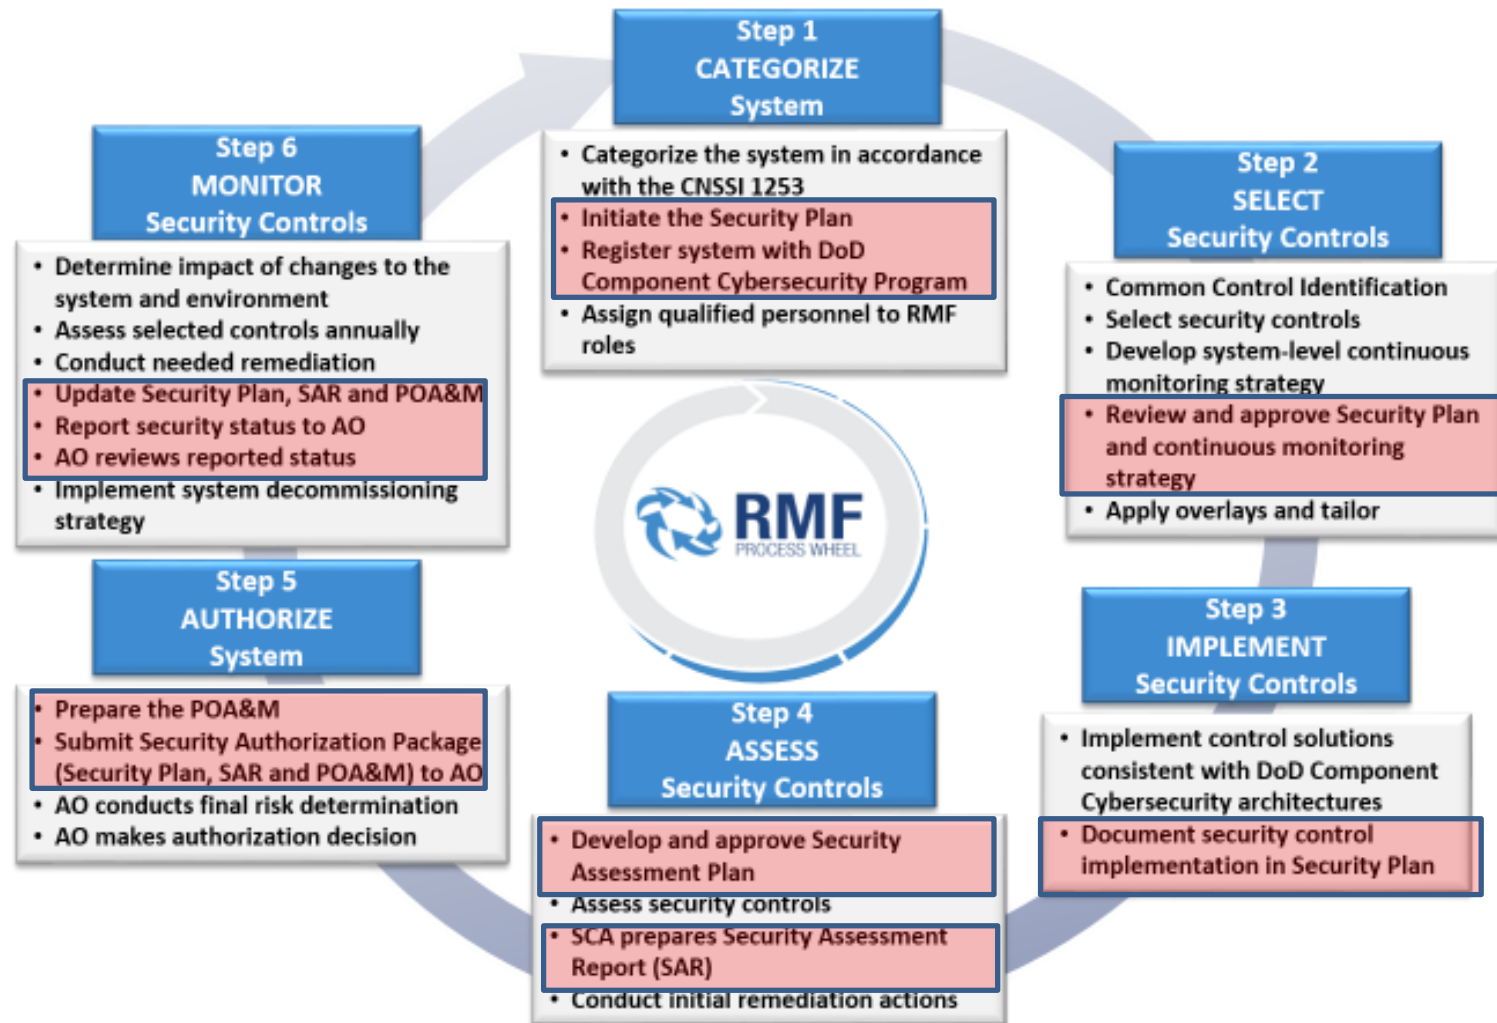 Step 1
CATEGORIZE
System
• Categorize the system in accordance
with the CNSSI 1253
• Initiate the Security Plan
• Register system with DoD
Component Cybersecurity Program
• Assign qualified personnel to RMF
roles
Step 2
SELECT
Security Controls
• Common Control Identification
• Select security controls
• Develop system-level continuous
monitoring strategy
• Review and approve Security Plan
and continuous monitoring
strategy
• Apply overlays and tailor
Step 3
IMPLEMENT
Security Controls
• Implement control solutions
consistent with DoD Component
Cybersecurity architectures
• Document security control
implementation in Security Plan
Step 4
ASSESS
Security Controls
• Develop and approve Security
Assessment Plan
• Assess security controls
• SCA prepares Security Assessment
Report (SAR)
• Conduct initial remediation actions
Step 5
AUTHORIZE
System
• Prepare the POA&M
• Submit Security Authorization Package
(Security Plan, SAR and POA&M) to AO
• AO conducts final risk determination
• AO makes authorization decision
Step 6
MONITOR
Security Controls
• Determine impact of changes to the
system and environment
• Assess selected controls annually
• Conduct needed remediation
• Update Security Plan, SAR and POA&M
• Report security status to AO
• AO reviews reported status
• Implement system decommissioning
strategy
RMF
PROCESS WHEEL